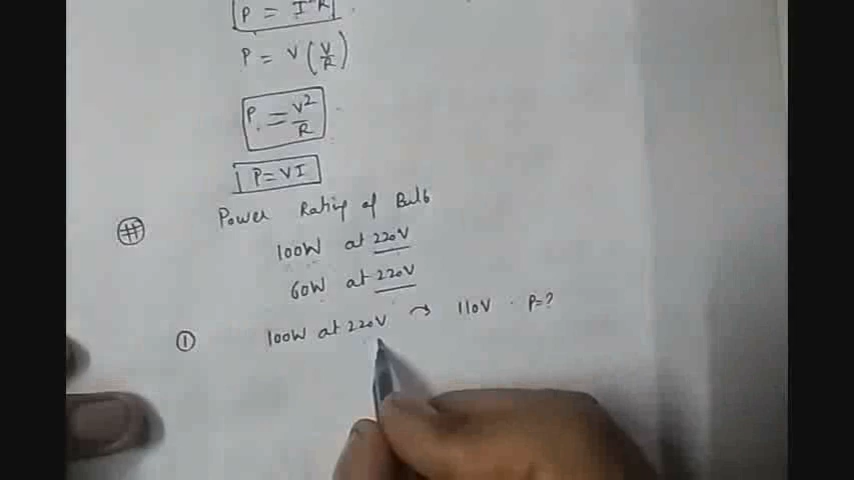 P = I²R
P = V (V/R)
P = V²/R
P = VI
# Power Rating of Bulb
100W at 220V
60W at 220V
① 100W at 220V → 110V . P=?